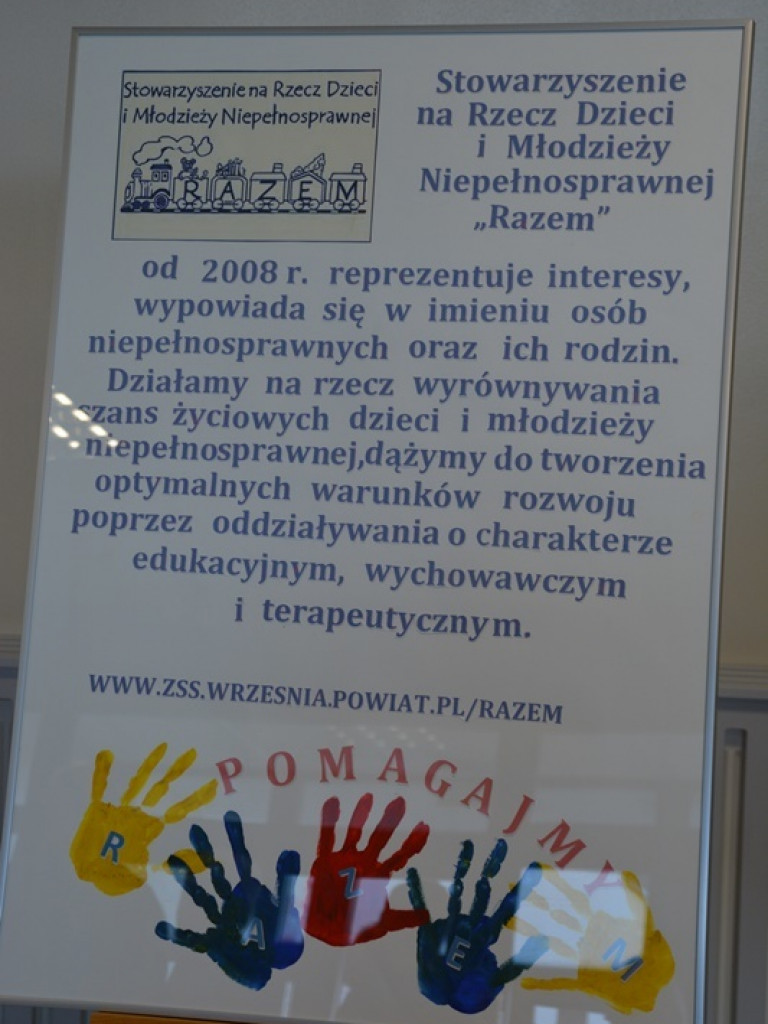 Stowarzyszenie na Rzecz Dzieci
i Młodzieży Niepełnosprawnej
RAZEM
Stowarzyszenie
na Rzecz Dzieci
i Młodzieży
Niepełnosprawnej
„Razem”
od 2008 r. reprezentuje interesy,
wypowiada się w imieniu osób
niepełnosprawnych oraz ich rodzin.
Działamy na rzecz wyrównywania
szans życiowych dzieci i młodzieży
niepełnosprawnej,dążymy do tworzenia
optymalnych warunków rozwoju
poprzez oddziaływania o charakterze
edukacyjnym, wychowawczym
i terapeutycznym.
WWW.ZSS.WRZESNIA.POWIAT.PL/RAZEM
POMAGAJMY
R A Z E M